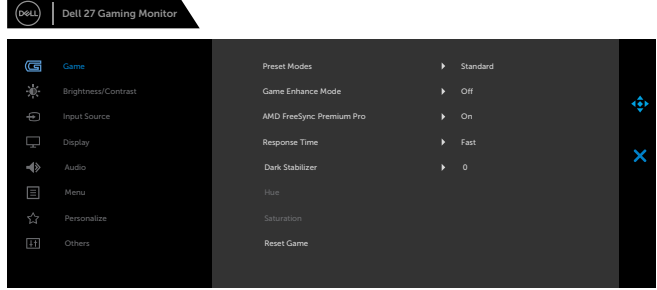 DELL
Dell 27 Gaming Monitor
Game
Preset Modes
Standard
Brightness/Contrast
Game Enhance Mode
Off
Input Source
AMD FreeSync Premium Pro
On
Display
Response Time
Fast
Audio
Dark Stabilizer
0
Menu
Hue
Personalize
Saturation
Others
Reset Game